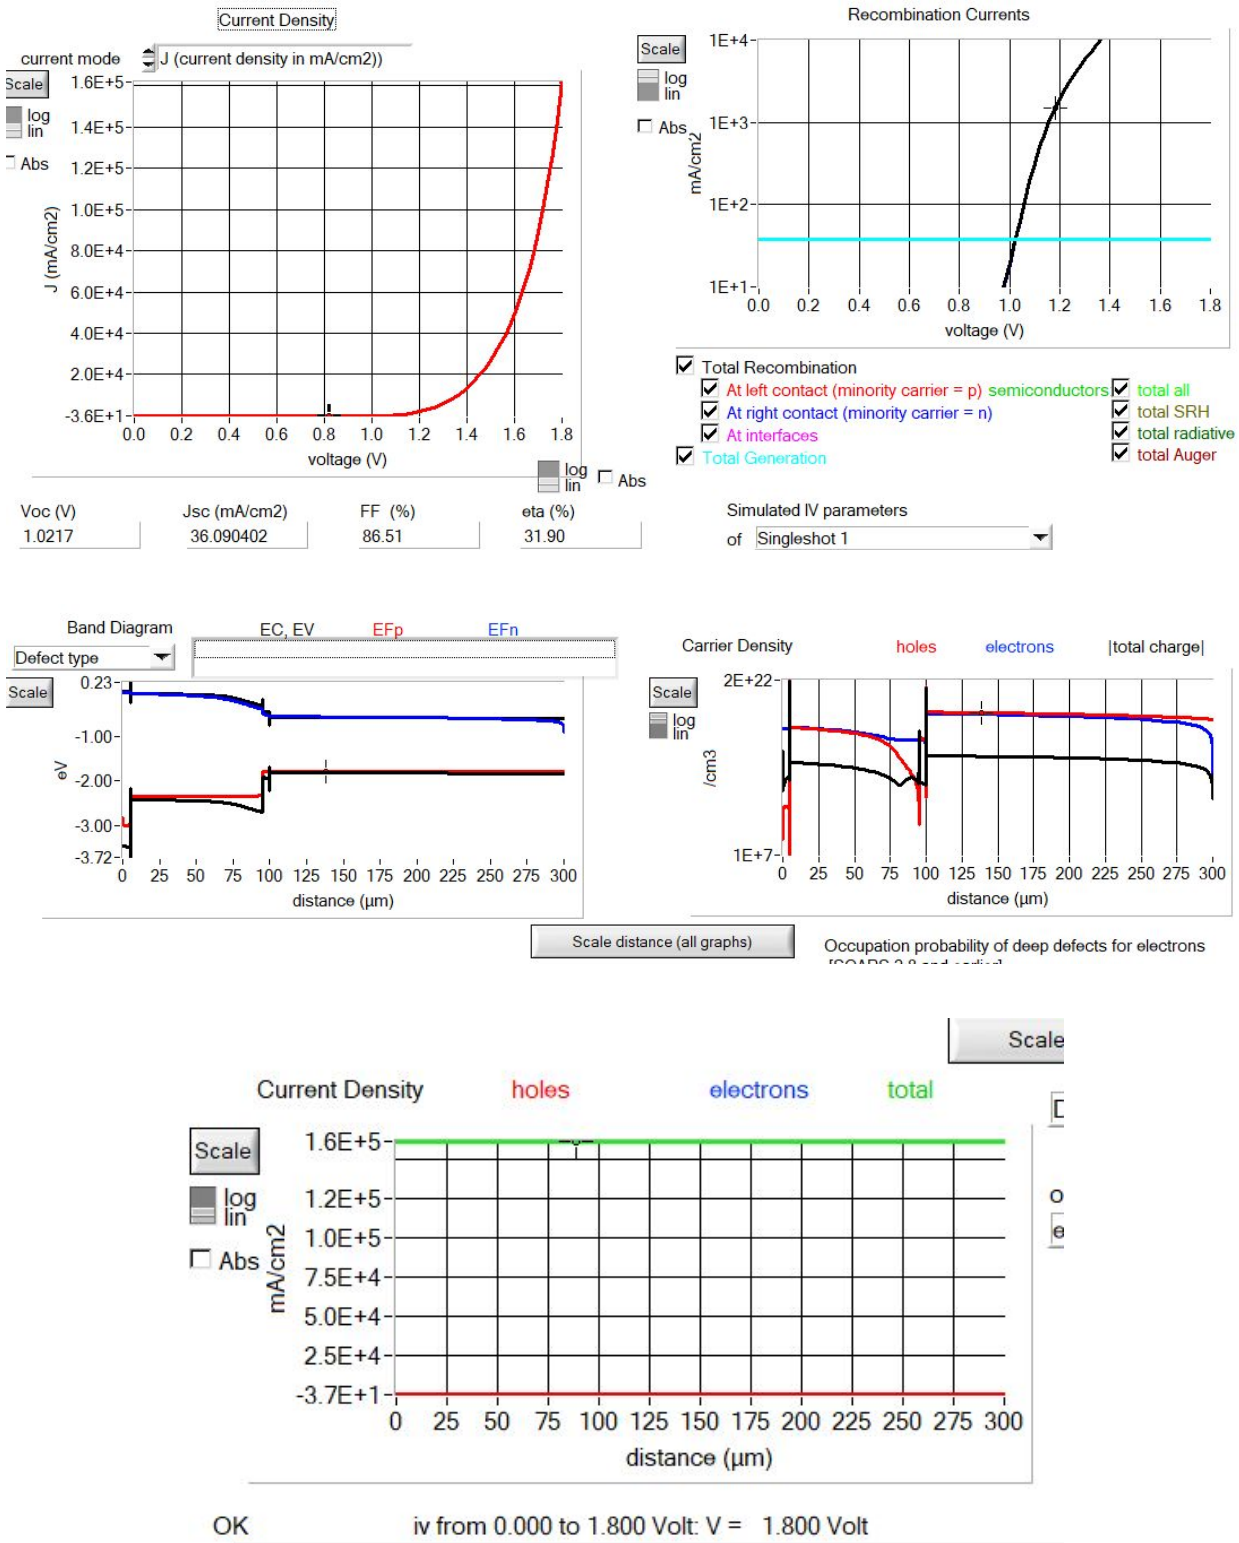 Current Density
current mode
J (current density in mA/cm2))
Scale
log
lin
Abs
1.6E+5
1.4E+5
1.2E+5
1.0E+5
8.0E+4
6.0E+4
4.0E+4
2.0E+4
-3.6E+1
J (mA/cm2)
0.0 0.2 0.4 0.6 0.8 1.0 1.2 1.4 1.6 1.8
voltage (V)
log
lin
Abs
Voc (V) Jsc (mA/cm2) FF (%) eta (%)
1.0217 36.090402 86.51 31.90
Recombination Currents
Scale
log
lin
Abs
1E+4
1E+3
1E+2
1E+1
mA/cm2
0.0 0.2 0.4 0.6 0.8 1.0 1.2 1.4 1.6 1.8
voltage (V)
Total Recombination
At left contact (minority carrier = p) semiconductors total all
At right contact (minority carrier = n) total SRH
At interfaces total radiative
Total Generation total Auger
Simulated IV parameters
of Singleshot 1
Band Diagram EC, EV EFp EFn
Defect type
Scale
0.23
-1.00
-2.00
-3.00
-3.72
eV
0 25 50 75 100 125 150 175 200 225 250 275 300
distance (µm)
Carrier Density holes electrons |total charge|
Scale
log
lin
2E+22
1E+7
/cm3
0 25 50 75 100 125 150 175 200 225 250 275 300
distance (µm)
Scale distance (all graphs)
Occupation probability of deep defects for electrons
Scale
Current Density holes electrons total
Scale
log
lin
Abs
1.6E+5
1.2E+5
1.0E+5
7.5E+4
5.0E+4
2.5E+4
-3.7E+1
mA/cm2
0 25 50 75 100 125 150 175 200 225 250 275 300
distance (µm)
OK iv from 0.000 to 1.800 Volt: V = 1.800 Volt